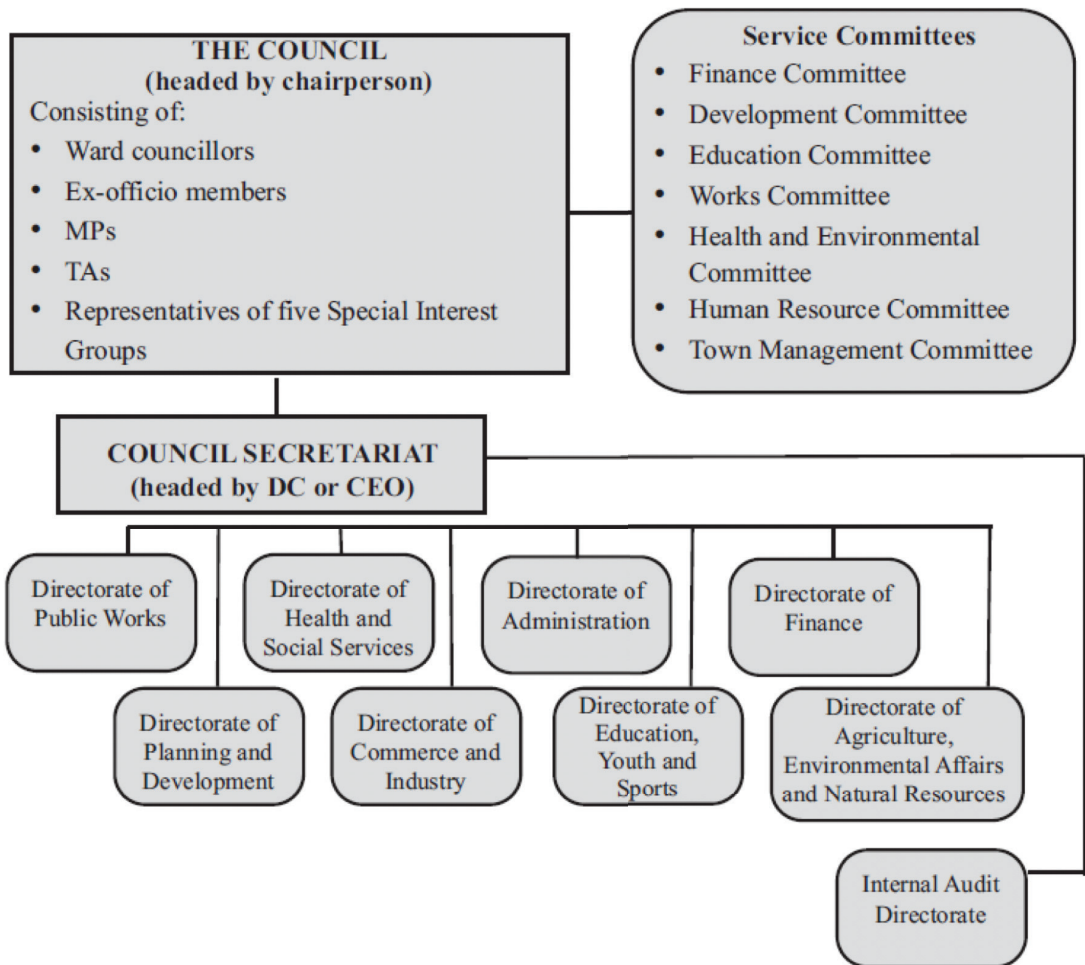 THE COUNCIL
(headed by chairperson)
Consisting of:
• Ward councillors
• Ex-officio members
• MPs
• TAs
• Representatives of five Special Interest
Groups
Service Committees
• Finance Committee
• Development Committee
• Education Committee
• Works Committee
• Health and Environmental
Committee
• Human Resource Committee
• Town Management Committee
COUNCIL SECRETARIAT
(headed by DC or CEO)
Directorate of
Public Works
Directorate of
Health and
Social Services
Directorate of
Administration
Directorate of
Finance
Directorate of
Planning and
Development
Directorate of
Commerce and
Industry
Directorate of
Education,
Youth and
Sports
Directorate of
Agriculture,
Environmental Affairs
and Natural Resources
Internal Audit
Directorate